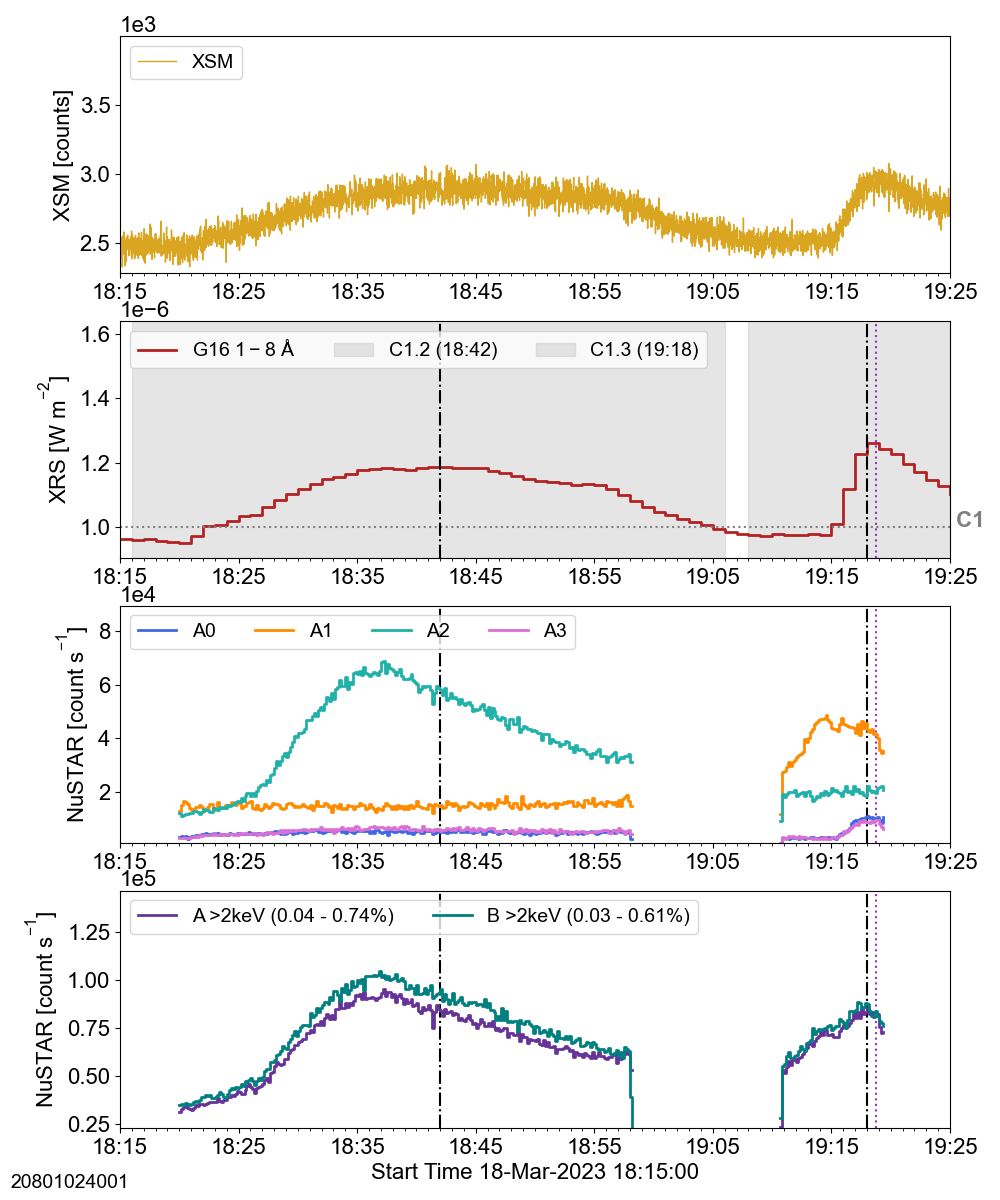 1e3
XSM
XSM [counts]
3.5
3.0
2.5
18:15 18:25 18:35 18:45 18:55 19:05 19:15 19:25
1e−6
G16 1 − 8 Å C1.2 (18:42) C1.3 (19:18)
XRS [W m⁻²]
1.6
1.4
1.2
1.0
C1
18:15 18:25 18:35 18:45 18:55 19:05 19:15 19:25
1e4
A0 A1 A2 A3
NuSTAR [count s⁻¹]
8
6
4
2
18:15 18:25 18:35 18:45 18:55 19:05 19:15 19:25
1e5
A >2keV (0.04 - 0.74%) B >2keV (0.03 - 0.61%)
NuSTAR [count s⁻¹]
1.25
1.00
0.75
0.50
0.25
18:15 18:25 18:35 18:45 18:55 19:05 19:15 19:25
Start Time 18-Mar-2023 18:15:00
20801024001